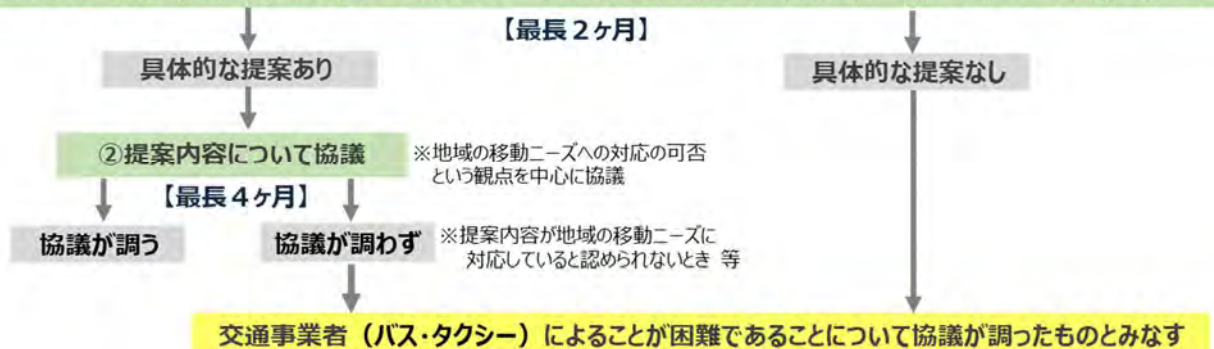 【最長２ヶ月】
具体的な提案あり
具体的な提案なし
②提案内容について協議
※地域の移動ニーズへの対応の可否
という観点を中心に協議
【最長４ヶ月】
協議が調う
協議が調わず
※提案内容が地域の移動ニーズに
対応していると認められないとき 等
交通事業者（バス・タクシー）によることが困難であることについて協議が調ったものとみなす